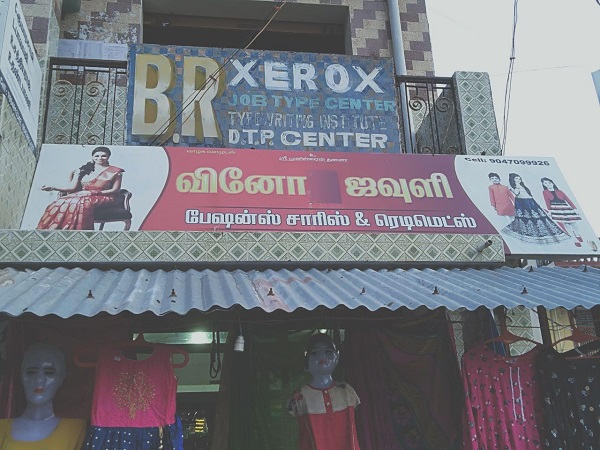 B.R XEROX
JOB TYPE CENTER
TYPEWRITING INSTITUTE
D.T.P. CENTER
Cell: 9047099926
வினோ ஜவுளி
பேஷன்ஸ் சாரிஸ் & ரெடிமெட்ஸ்